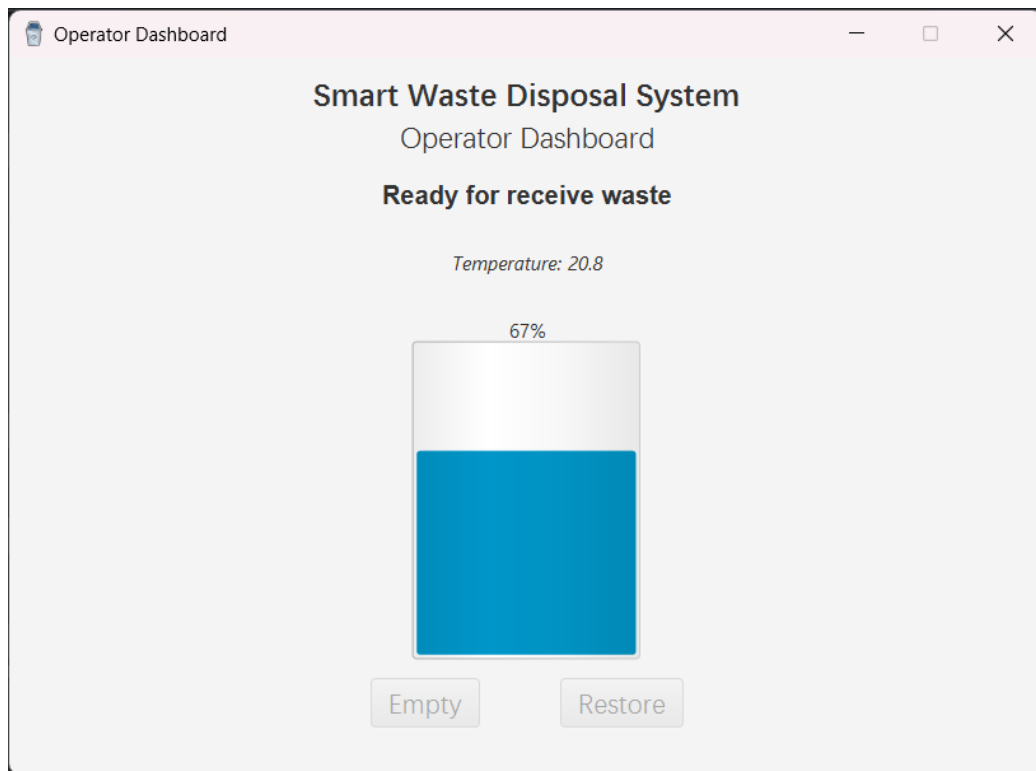 Operator Dashboard
Smart Waste Disposal System
Operator Dashboard
Ready for receive waste
Temperature: 20.8
67%
Empty Restore